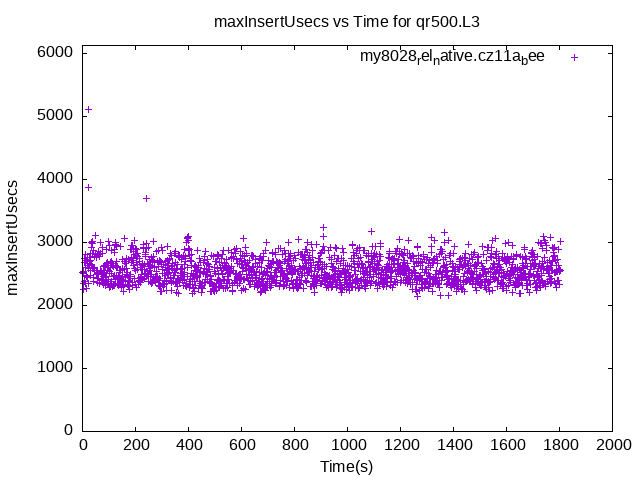 maxInsertUsecs vs Time for qr500.L3
my8028relnative.cz11abee
6000
5000
4000
3000
2000
1000
0
maxInsertUsecs
0 200 400 600 800 1000 1200 1400 1600 1800 2000
Time(s)